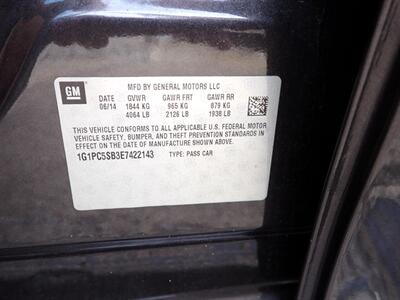 GM
MFD BY GENERAL MOTORS LLC
DATE GVWR GAWR FRT GAWR RR
06/14 1844 KG 965 KG 879 KG
4064 LB 2126 LB 1938 LB
THIS VEHICLE CONFORMS TO ALL APPLICABLE U.S. FEDERAL MOTOR
VEHICLE SAFETY, BUMPER, AND THEFT PREVENTION STANDARDS IN
EFFECT ON THE DATE OF MANUFACTURE SHOWN ABOVE.
1G1PC5SB3E7422143 TYPE: PASS CAR